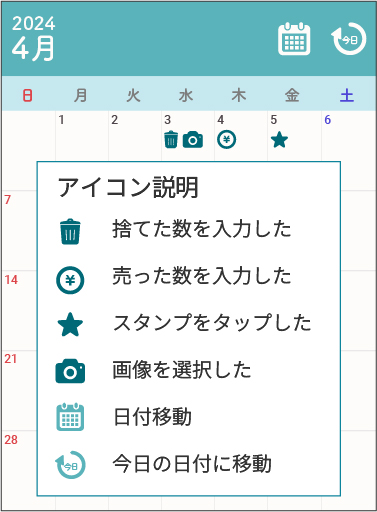 2024
4月
今日
日 月 火 水 木 金 土
1 2 3 4 5 6
¥
アイコン説明
捨てた数を入力した
7
¥ 売った数を入力した
14
スタンプをタップした
画像を選択した
21
日付移動
28
今日 今日の日付に移動